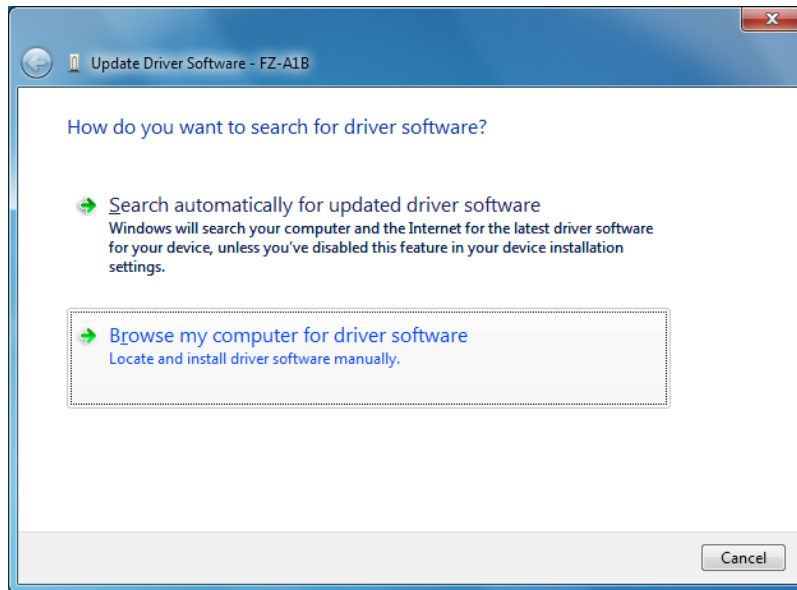 Update Driver Software - FZ-A1B
How do you want to search for driver software?
Search automatically for updated driver software
Windows will search your computer and the Internet for the latest driver software
for your device, unless you've disabled this feature in your device installation
settings.
Browse my computer for driver software
Locate and install driver software manually.
Cancel